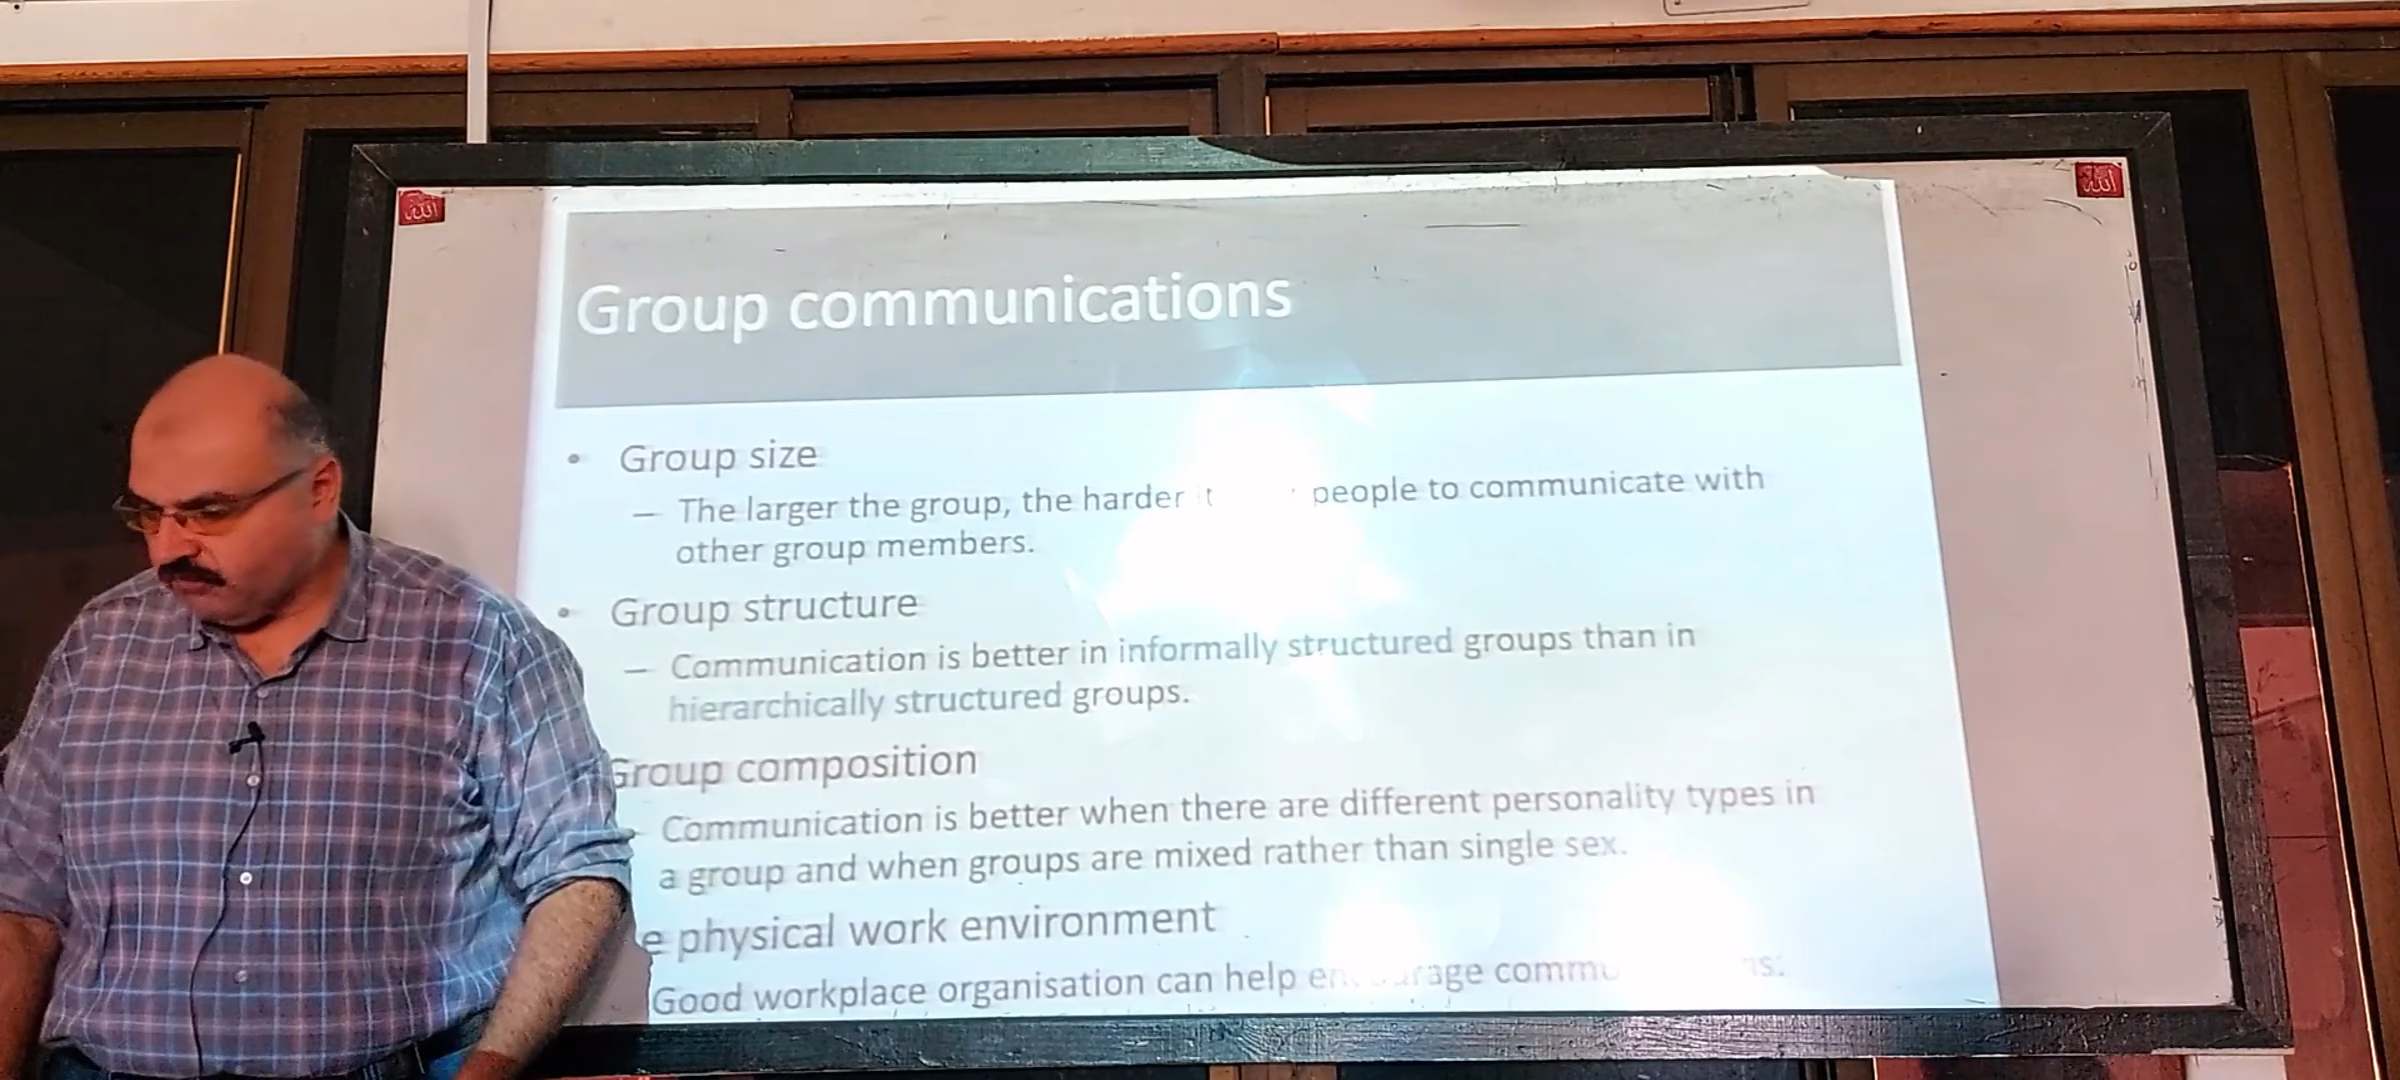 الله
الله
Group communications
• Group size
– The larger the group, the harder it people to communicate with
other group members.
• Group structure
– Communication is better in informally structured groups than in
hierarchically structured groups.
Group composition
– Communication is better when there are different personality types in
a group and when groups are mixed rather than single sex.
e physical work environment
Good workplace organisation can help